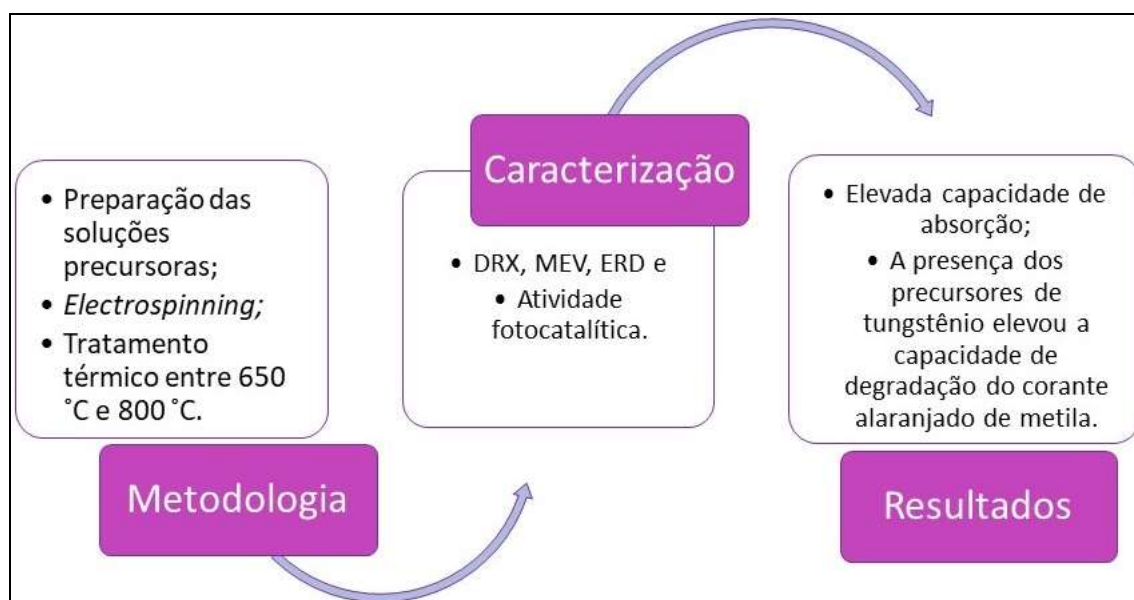 • Preparação das
soluções
precursoras;
• Electrospinning;
• Tratamento
térmico entre 650
˚C e 800 ˚C.
Metodologia
Caracterização
• DRX, MEV, ERD e
• Atividade
fotocatalítica.
• Elevada capacidade de
absorção;
• A presença dos
precursores de
tungstênio elevou a
capacidade de
degradação do corante
alaranjado de metila.
Resultados